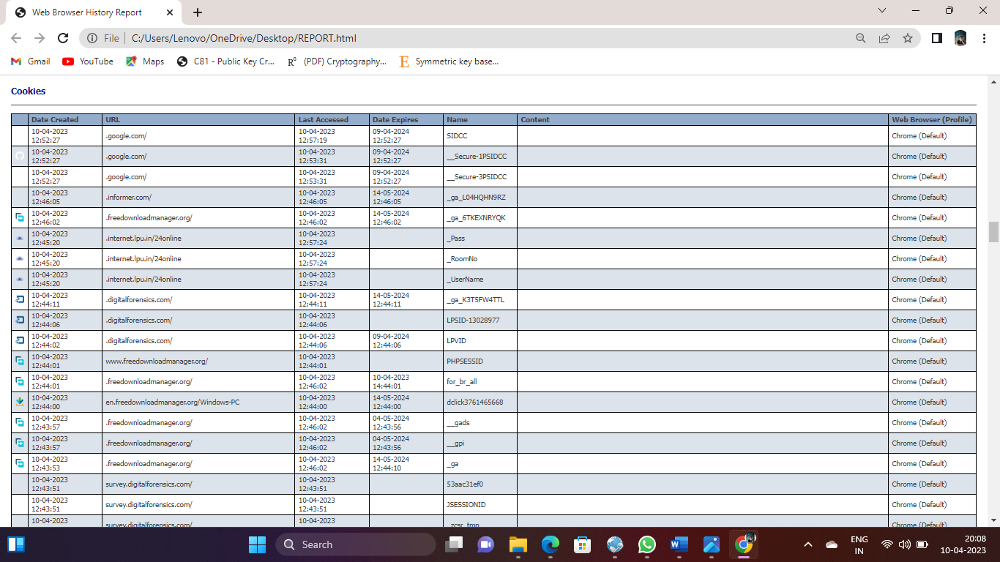 Web Browser History Report
File
C:/Users/Lenovo/OneDrive/Desktop/REPORT.html
Gmail YouTube Maps C81 - Public Key Cr... (PDF) Cryptography... Symmetric key base...
Cookies
Date Created URL Last Accessed Date Expires Name Content Web Browser (Profile)
10-04-2023 12:52:27 .google.com/ 10-04-2023 12:57:19 09-04-2024 12:52:27 SIDCC Chrome (Default)
10-04-2023 12:52:27 .google.com/ 10-04-2023 12:53:31 09-04-2024 12:52:27 __Secure-1PSIDCC Chrome (Default)
10-04-2023 12:52:27 .google.com/ 10-04-2023 12:53:31 09-04-2024 12:52:27 __Secure-3PSIDCC Chrome (Default)
10-04-2023 12:46:05 .informer.com/ 10-04-2023 12:46:05 14-05-2024 12:46:05 _ga_L04HQHN9RZ Chrome (Default)
10-04-2023 12:46:02 .freedownloadmanager.org/ 10-04-2023 12:46:02 14-05-2024 12:46:02 _ga_6TKEXNRYQK Chrome (Default)
10-04-2023 12:45:20 .internet.lpu.in/24online 10-04-2023 12:57:24 _Pass Chrome (Default)
10-04-2023 12:45:20 .internet.lpu.in/24online 10-04-2023 12:57:24 _RoomNo Chrome (Default)
10-04-2023 12:45:20 .internet.lpu.in/24online 10-04-2023 12:57:24 _UserName Chrome (Default)
10-04-2023 12:44:11 .digitalforensics.com/ 10-04-2023 12:44:11 14-05-2024 12:44:11 _ga_K3T5FW4TTL Chrome (Default)
10-04-2023 12:44:06 .digitalforensics.com/ 10-04-2023 12:44:06 LPSID-13028977 Chrome (Default)
10-04-2023 12:44:02 .digitalforensics.com/ 10-04-2023 12:44:06 09-04-2024 12:44:06 LPVID Chrome (Default)
10-04-2023 12:44:01 www.freedownloadmanager.org/ 10-04-2023 12:44:01 PHPSESSID Chrome (Default)
10-04-2023 12:44:01 .freedownloadmanager.org/ 10-04-2023 12:46:02 10-04-2023 14:44:01 for_br_all Chrome (Default)
10-04-2023 12:44:00 en.freedownloadmanager.org/Windows-PC 10-04-2023 12:44:00 14-05-2024 12:44:00 dclick3761465668 Chrome (Default)
10-04-2023 12:43:57 .freedownloadmanager.org/ 10-04-2023 12:46:02 04-05-2024 12:43:56 __gads Chrome (Default)
10-04-2023 12:43:57 .freedownloadmanager.org/ 10-04-2023 12:46:02 04-05-2024 12:43:56 __gpi Chrome (Default)
10-04-2023 12:43:53 .freedownloadmanager.org/ 10-04-2023 12:46:02 14-05-2024 12:44:10 _ga Chrome (Default)
10-04-2023 12:43:51 survey.digitalforensics.com/ 10-04-2023 12:43:51 53aac31ef0 Chrome (Default)
10-04-2023 12:43:51 survey.digitalforensics.com/ 10-04-2023 12:43:51 JSESSIONID Chrome (Default)
10-04-2023 survey.digitalforensics.com/ 10-04-2023 _zcsr_tmp Chrome (Default)
Search
ENG 20:08
IN 10-04-2023